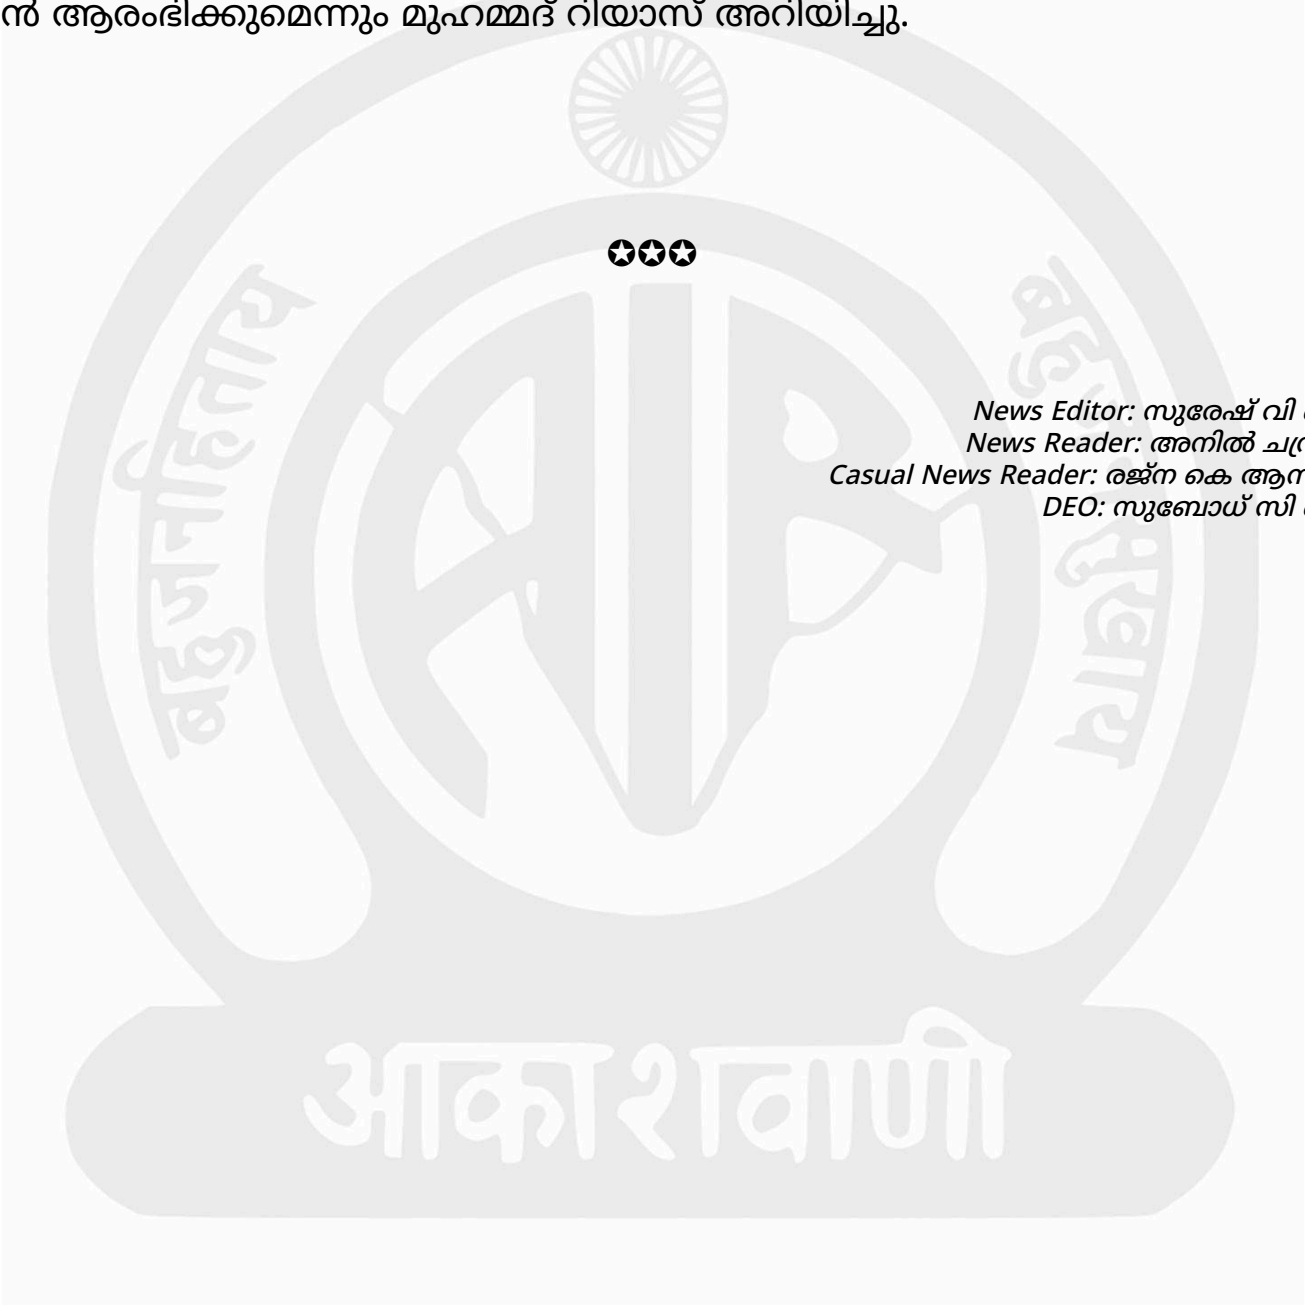 ൻ ആരംഭിക്കുമെന്നും മുഹമ്മദ് റിയാസ് അറിയിച്ചു.
✪✪✪
News Editor: സുരേഷ് വി
News Reader: അനിൽ
Casual News Reader: രജ്ന കെ
DEO: സുബോധ് സി
बहुजनहिताय
बहुजनसुखाय
AIR
आकाशवाणी